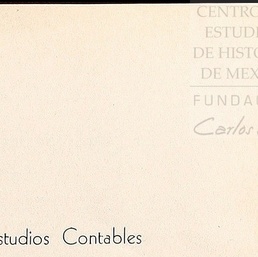 CENTRO
ESTUDI
DE HISTO
DE MEX
FUNDA
Carlos
studios Contables